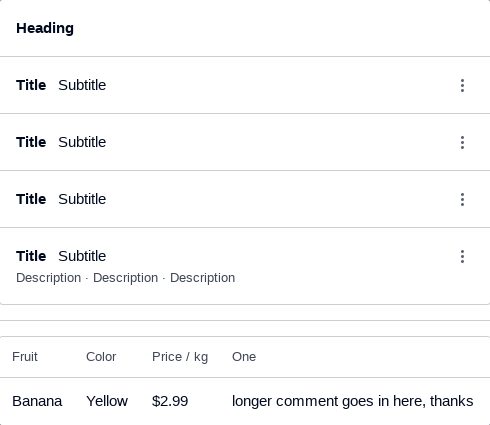 Heading
Title Subtitle
Title Subtitle
Title Subtitle
Title Subtitle
Description · Description · Description
Fruit Color Price / kg One
Banana Yellow $2.99 longer comment goes in here, thanks